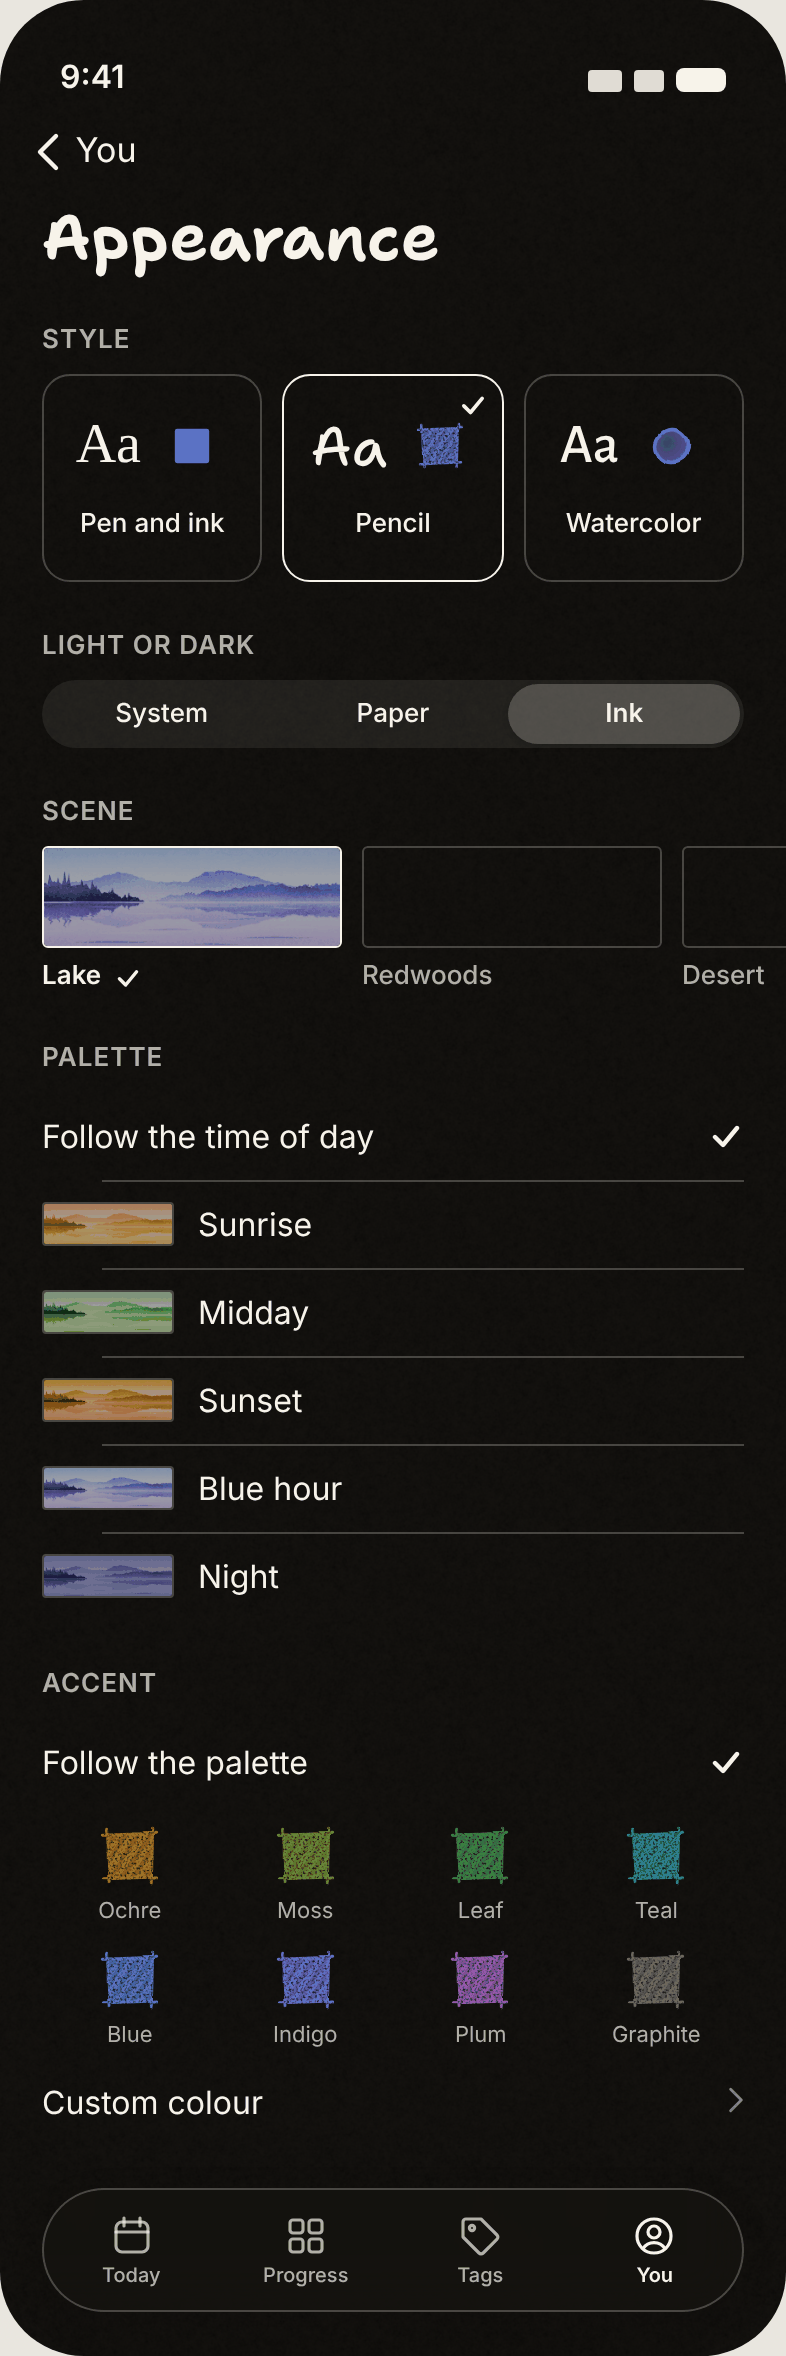 9:41
You
Appearance
STYLE
Aa
Aa
Aa
Pen and ink
Pencil
Watercolor
LIGHT OR DARK
System
Paper
Ink
SCENE
Lake
Redwoods
Desert
PALETTE
Follow the time of day
Sunrise
Midday
Sunset
Blue hour
Night
ACCENT
Follow the palette
Ochre
Moss
Leaf
Teal
Blue
Indigo
Plum
Graphite
Custom colour
Today
Progress
Tags
You